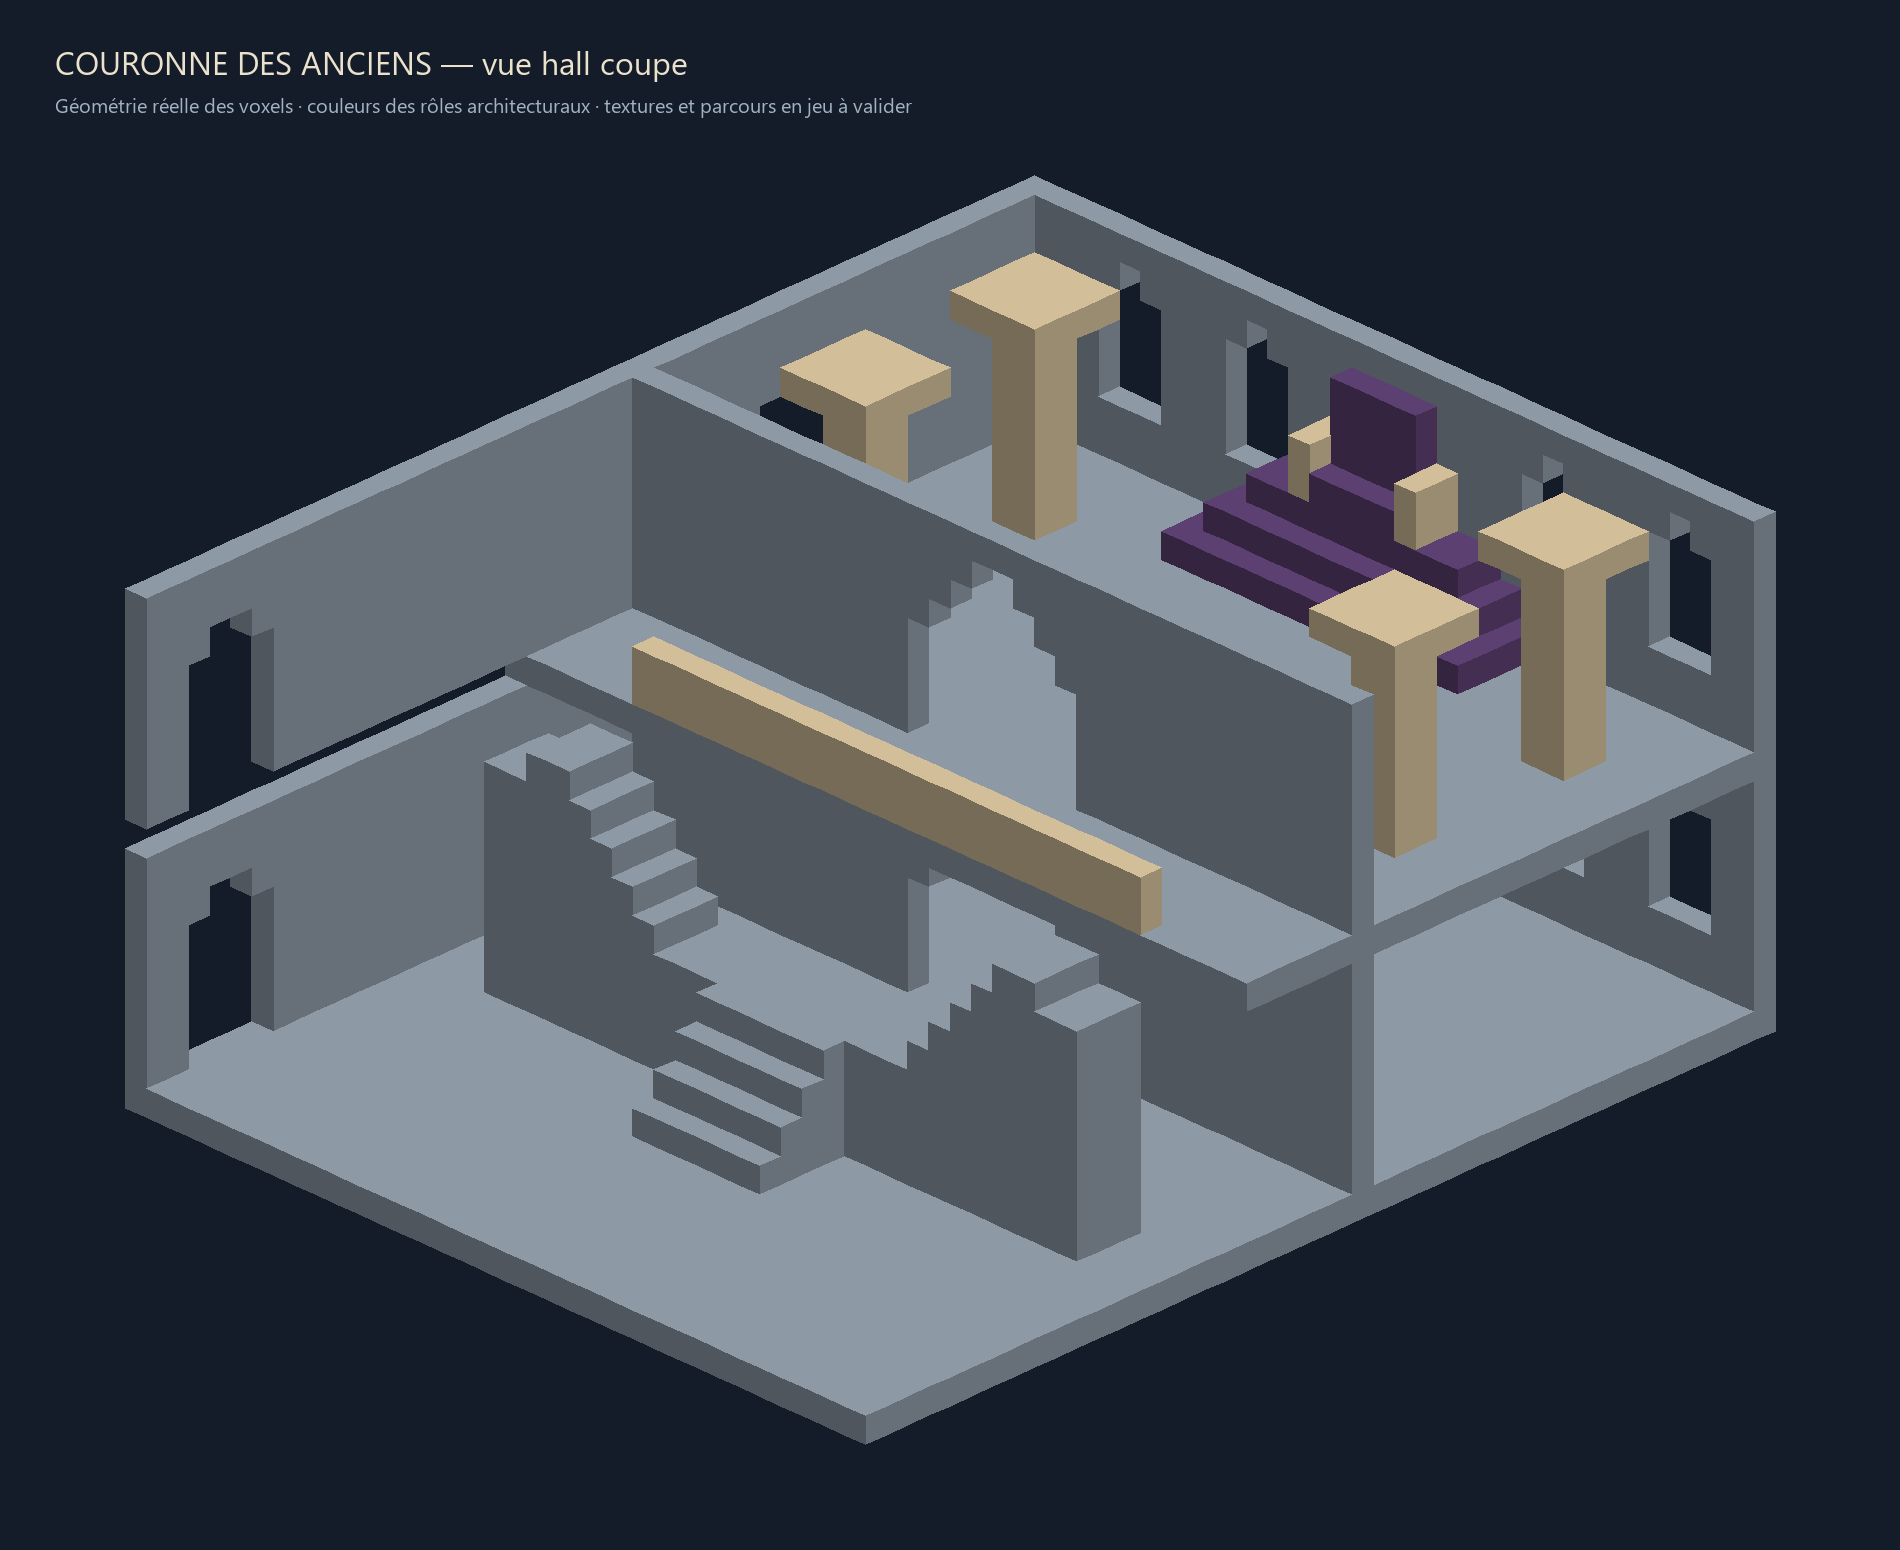 COURONNE DES ANCIENS — vue hall coupe
Géométrie réelle des voxels · couleurs des rôles architecturaux · textures et parcours en jeu à valider